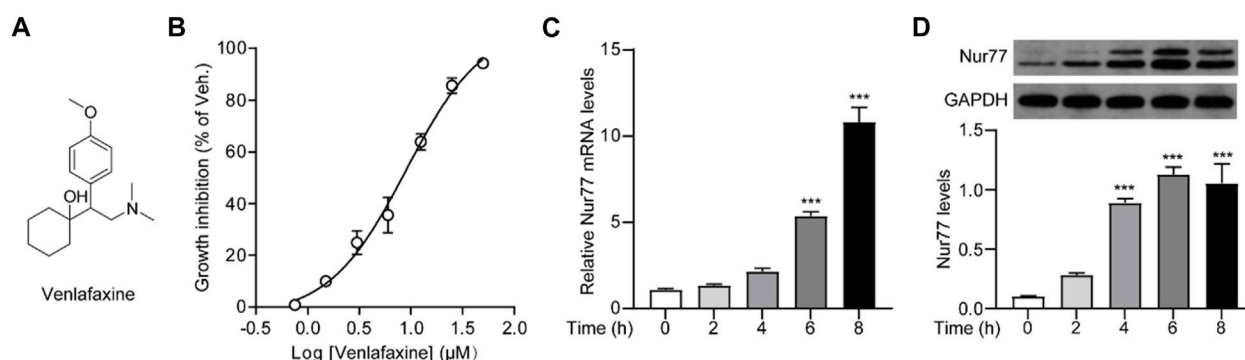 A
O
OH
N
Venlafaxine
B
Growth inhibition (% of Veh.)
100
80
60
40
20
0
-0.5
0.0
0.5
1.0
1.5
2.0
Log [Venlafaxine] (μM)
C
Relative Nur77 mRNA levels
15
10
5
0
***
***
Time (h)
0
2
4
6
8
D
Nur77
GAPDH
Nur77 levels
1.5
1.0
0.5
0.0
***
***
***
Time (h)
0
2
4
6
8